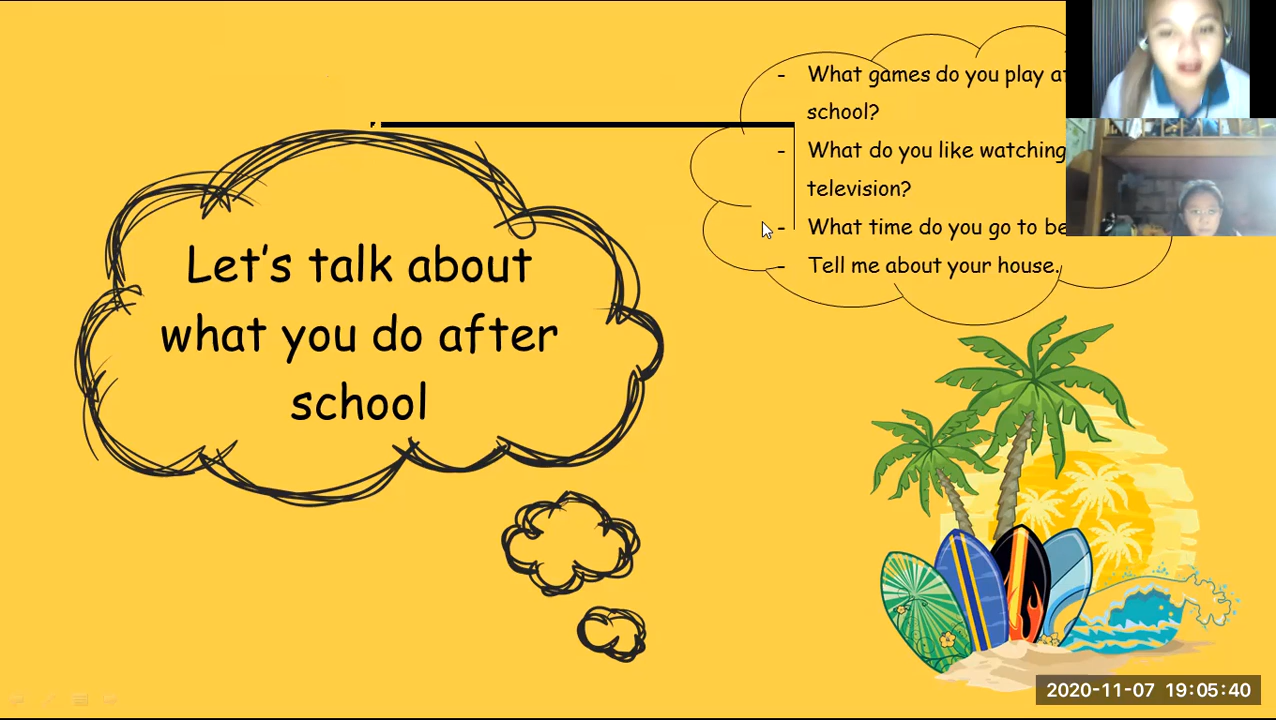 Let's talk about
what you do after
school
- What games do you play at
school?
- What do you like watching
television?
- What time do you go to be
- Tell me about your house.
2020-11-07 19:05:40